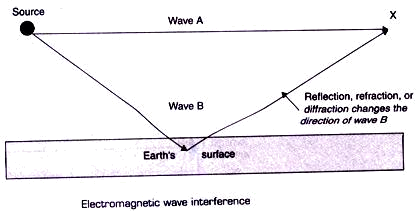 Source
Wave A
X
Reflection, refraction, or
diffraction changes the
direction of wave B
Wave B
Earth's surface
Electromagnetic wave interference